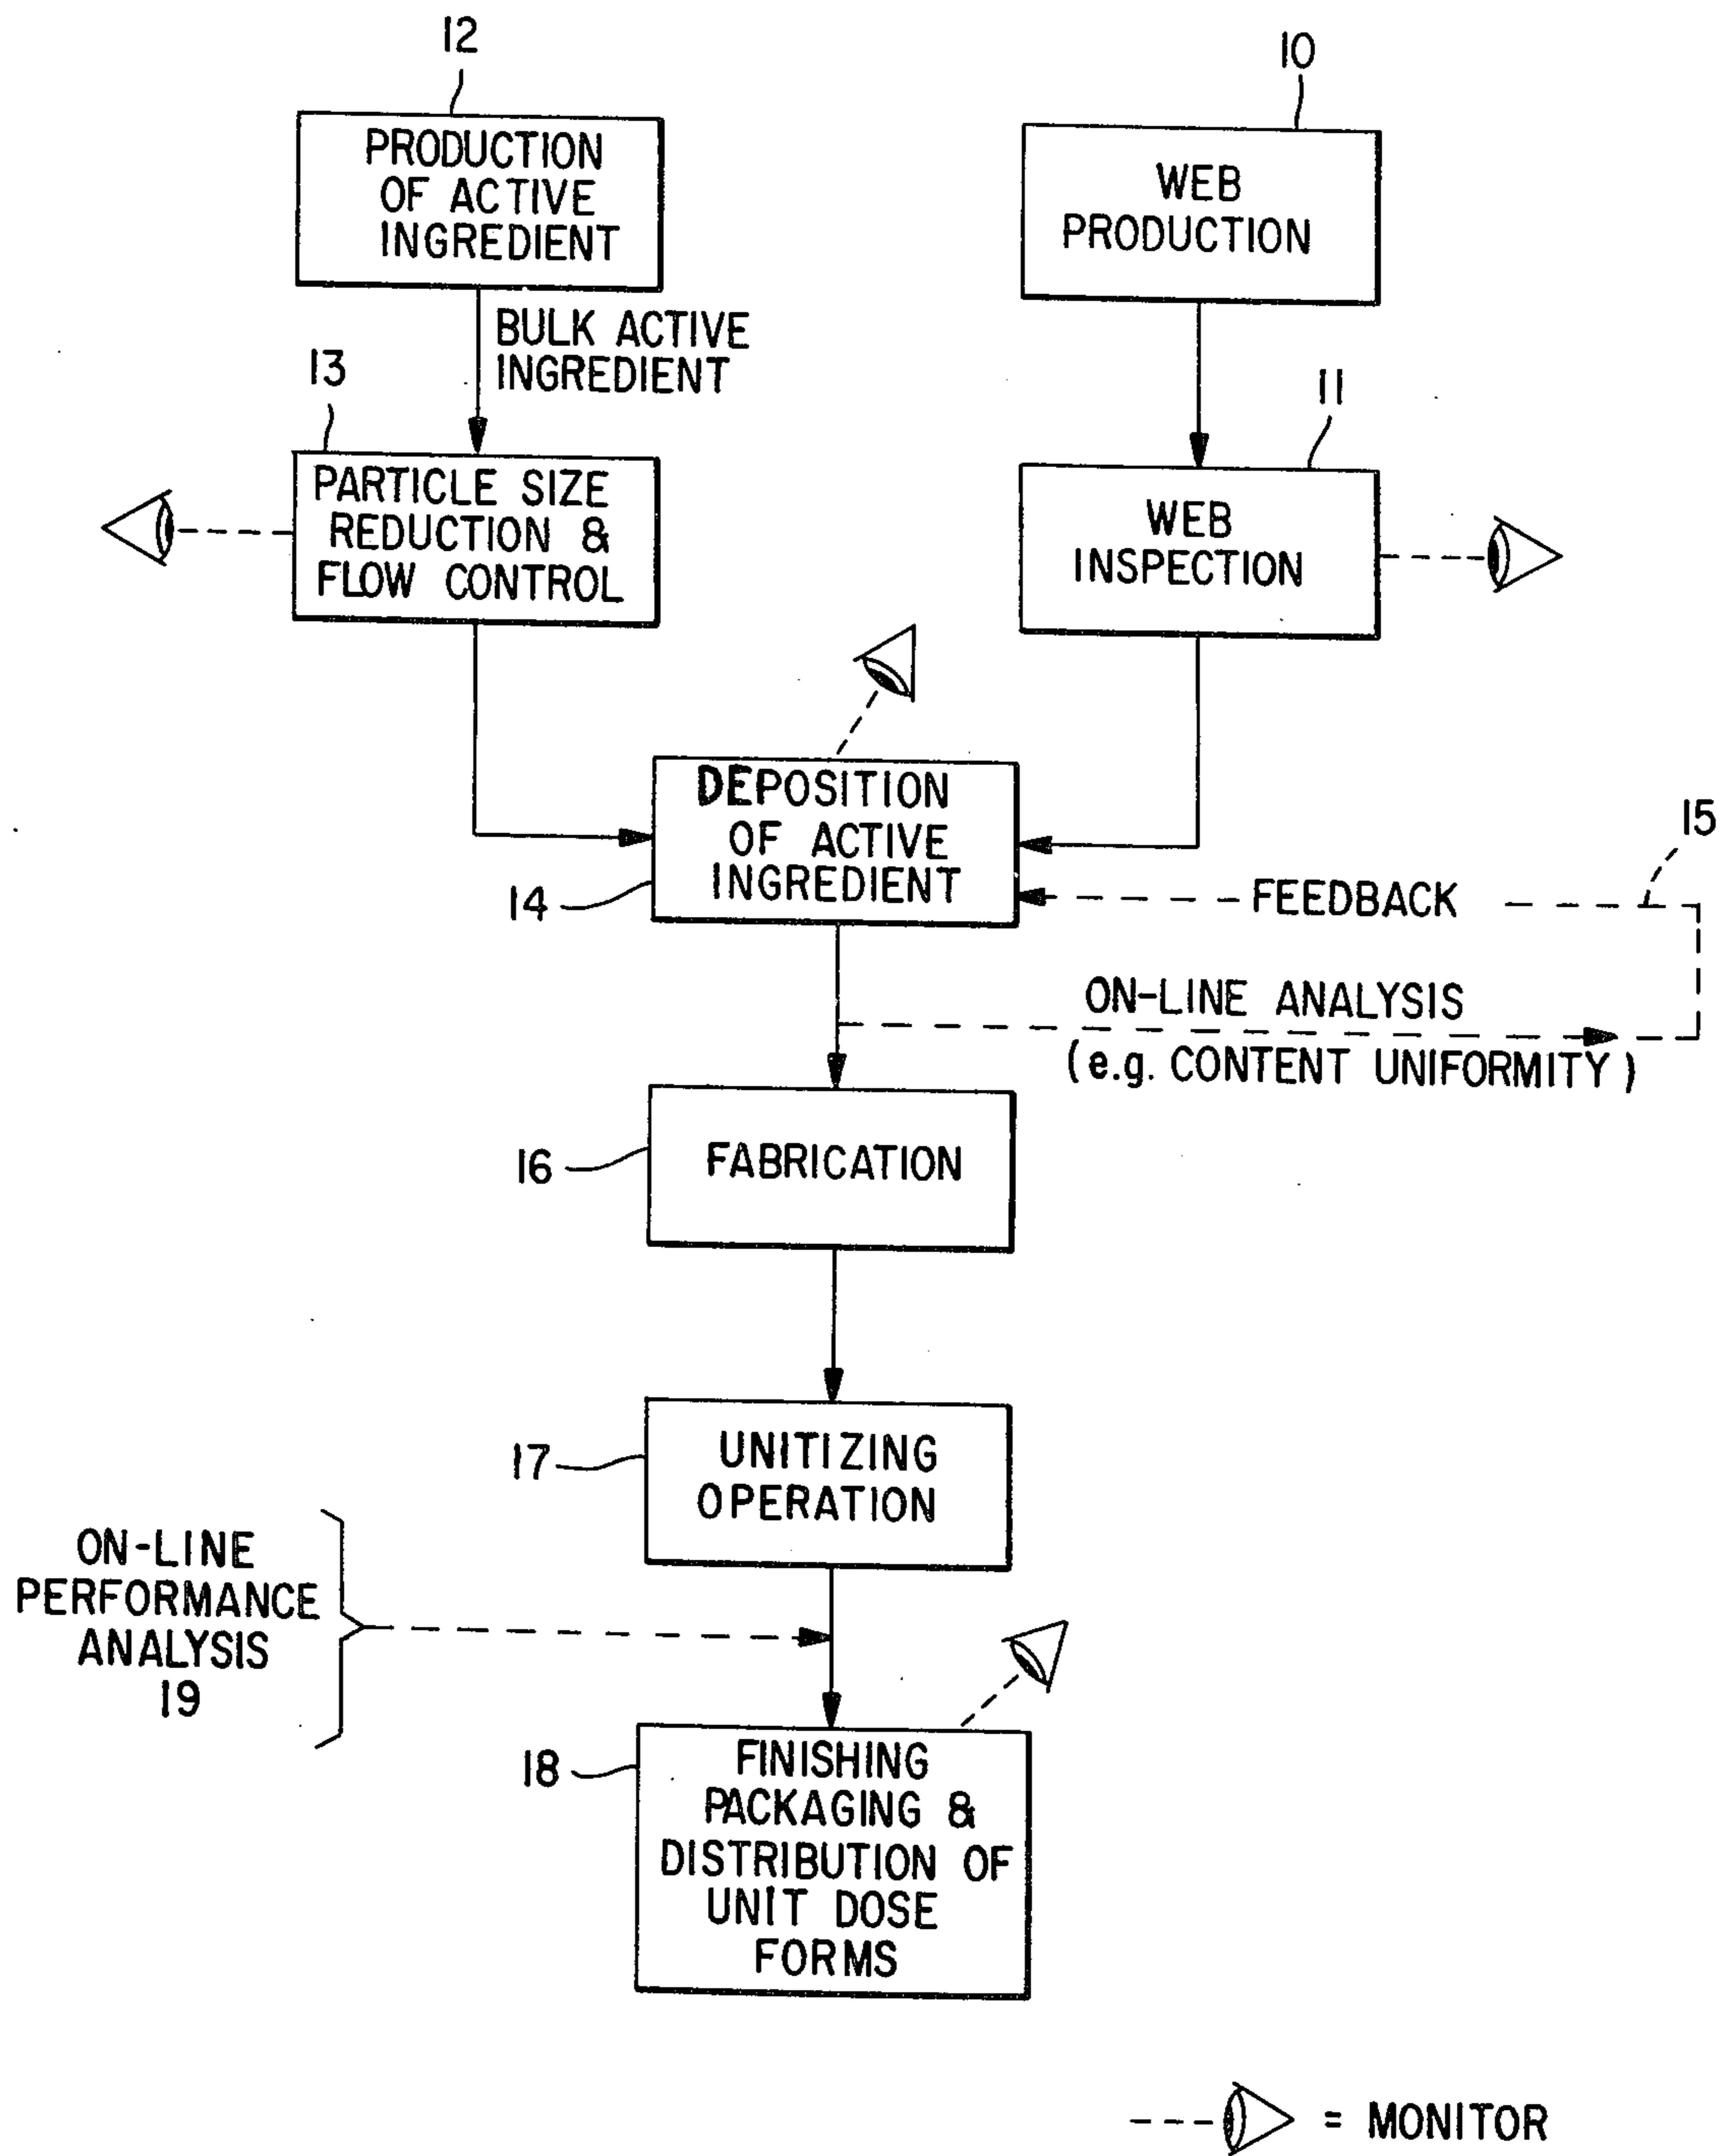 12
10
PRODUCTION
OF ACTIVE
INGREDIENT
WEB
PRODUCTION
BULK ACTIVE
INGREDIENT
13
11
PARTICLE SIZE
REDUCTION &
FLOW CONTROL
WEB
INSPECTION
DEPOSITION
OF ACTIVE
INGREDIENT
14
15
FEEDBACK
ON-LINE ANALYSIS
(e.g. CONTENT UNIFORMITY)
16
FABRICATION
17
UNITIZING
OPERATION
ON-LINE
PERFORMANCE
ANALYSIS
19
18
FINISHING
PACKAGING &
DISTRIBUTION OF
UNIT DOSE
FORMS
= MONITOR